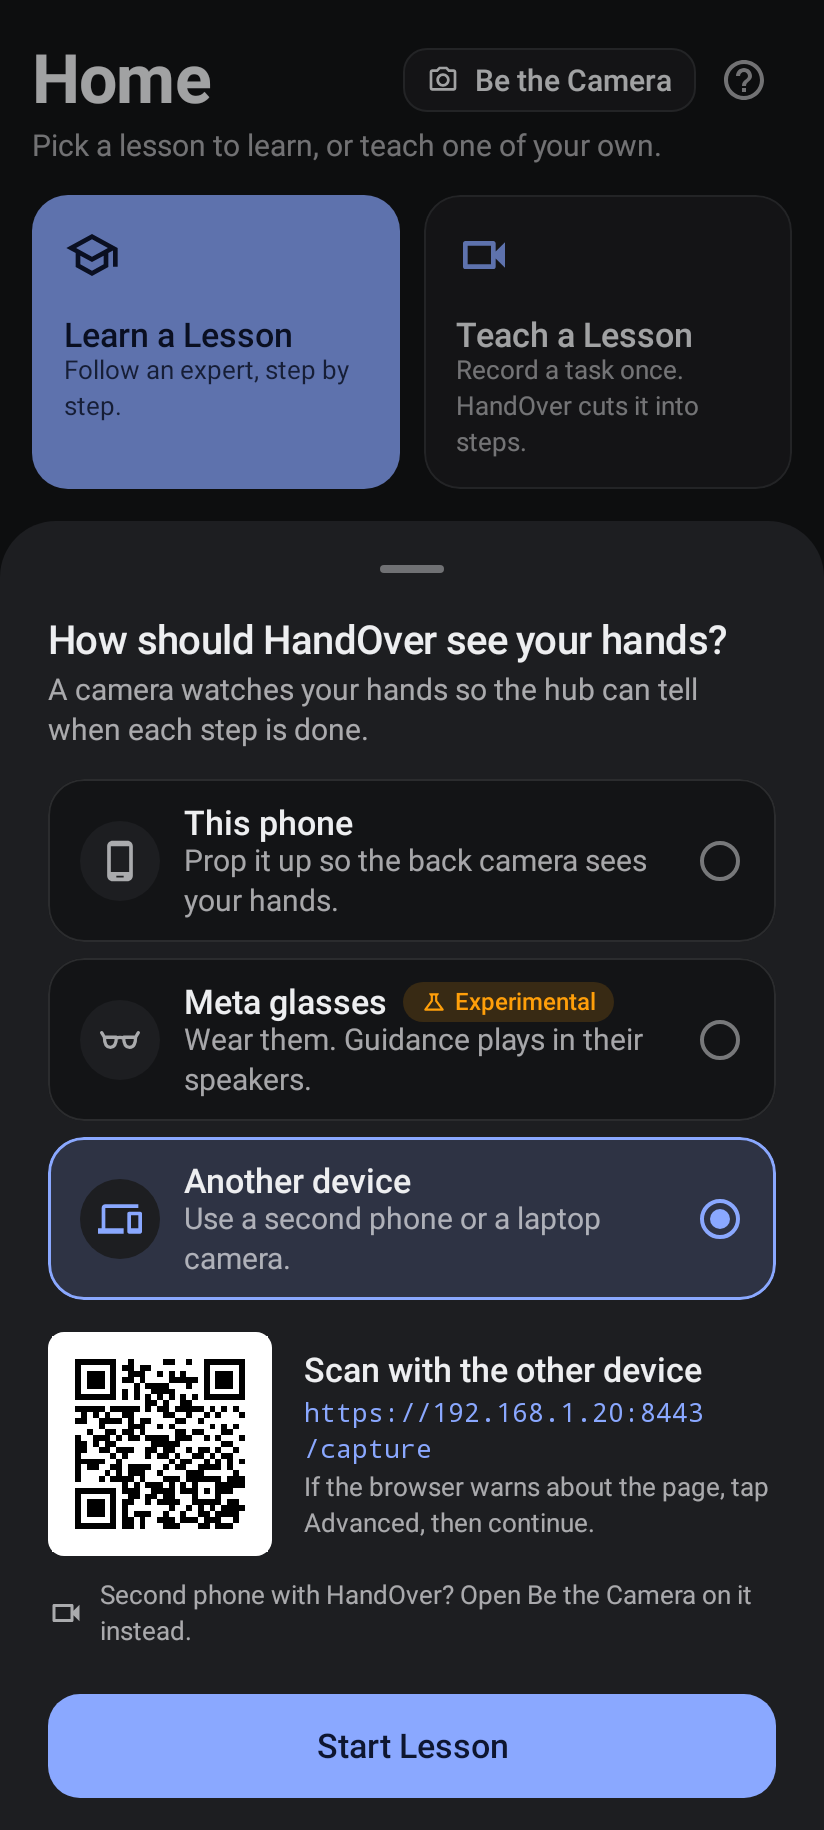 Home
Be the Camera
Pick a lesson to learn, or teach one of your own.
Learn a Lesson
Follow an expert, step by
step.
Teach a Lesson
Record a task once.
HandOver cuts it into
steps.
How should HandOver see your hands?
A camera watches your hands so the hub can tell
when each step is done.
This phone
Prop it up so the back camera sees
your hands.
Meta glasses
Experimental
Wear them. Guidance plays in their
speakers.
Another device
Use a second phone or a laptop
camera.
Scan with the other device
https://192.168.1.20:8443
/capture
If the browser warns about the page, tap
Advanced, then continue.
Second phone with HandOver? Open Be the Camera on it
instead.
Start Lesson